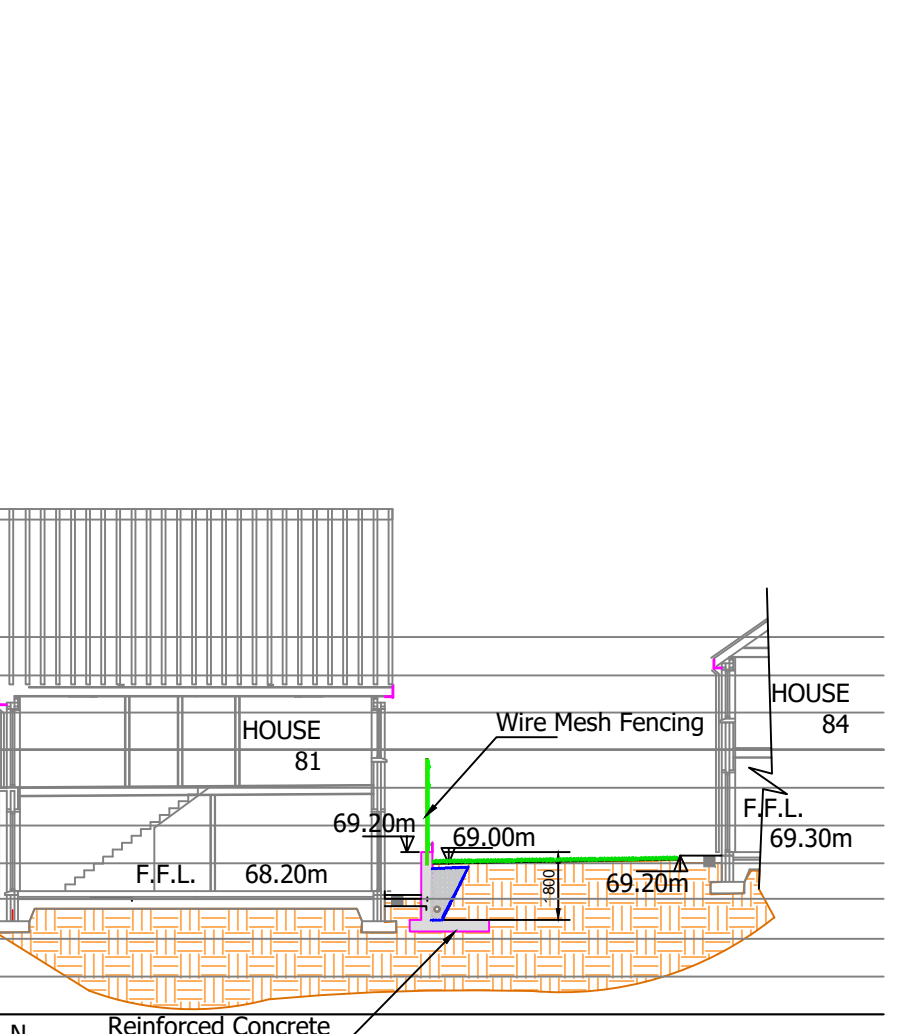 HOUSE
84
Wire Mesh Fencing
HOUSE
81
F.F.L.
69.30m
69.20m
69.00m
F.F.L. 68.20m
69.20m
Reinforced Concrete
N